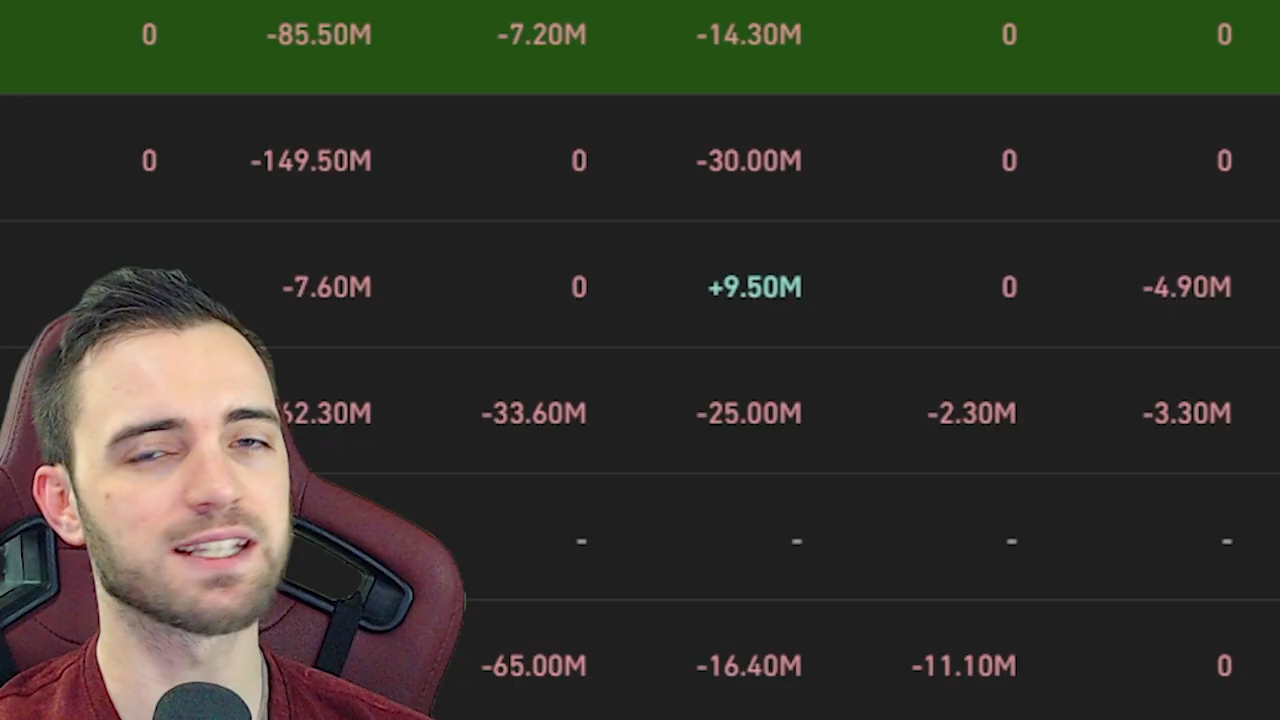 0 -85.50M -7.20M -14.30M 0 0
0 -149.50M 0 -30.00M 0 0
-7.60M 0 +9.50M 0 -4.90M
62.30M -33.60M -25.00M -2.30M -3.30M
- - - -
-65.00M -16.40M -11.10M 0